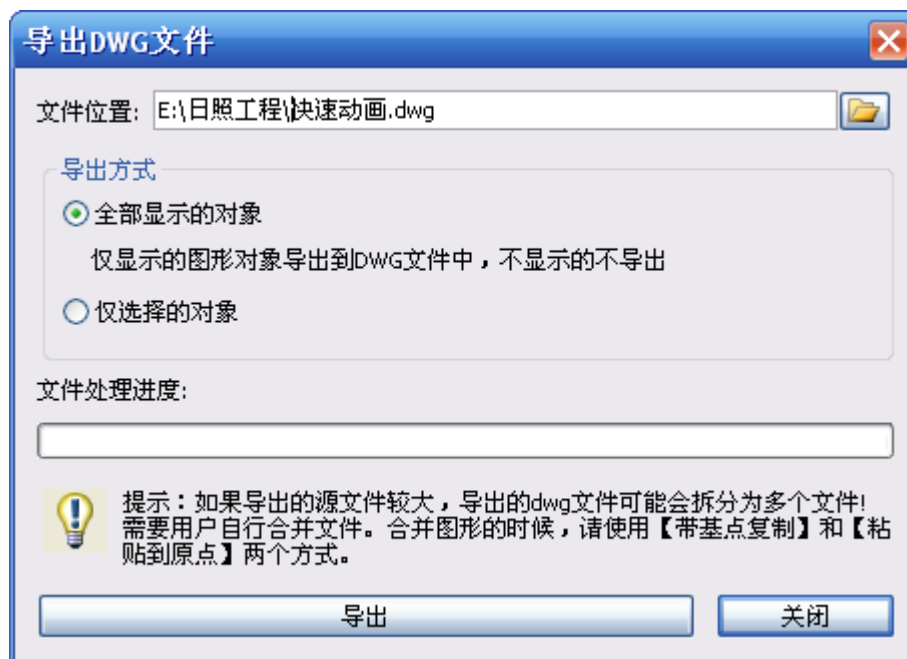 导出DWG文件
文件位置: E:\日照工程\快速动画.dwg
导出方式
全部显示的对象
仅显示的图形对象导出到DWG文件中，不显示的不导出
仅选择的对象
文件处理进度:
提示：如果导出的源文件较大，导出的dwg文件可能会拆分为多个文件!
需要用户自行合并文件。合并图形的时候，请使用【带基点复制】和【粘
贴到原点】两个方式。
导出 关闭